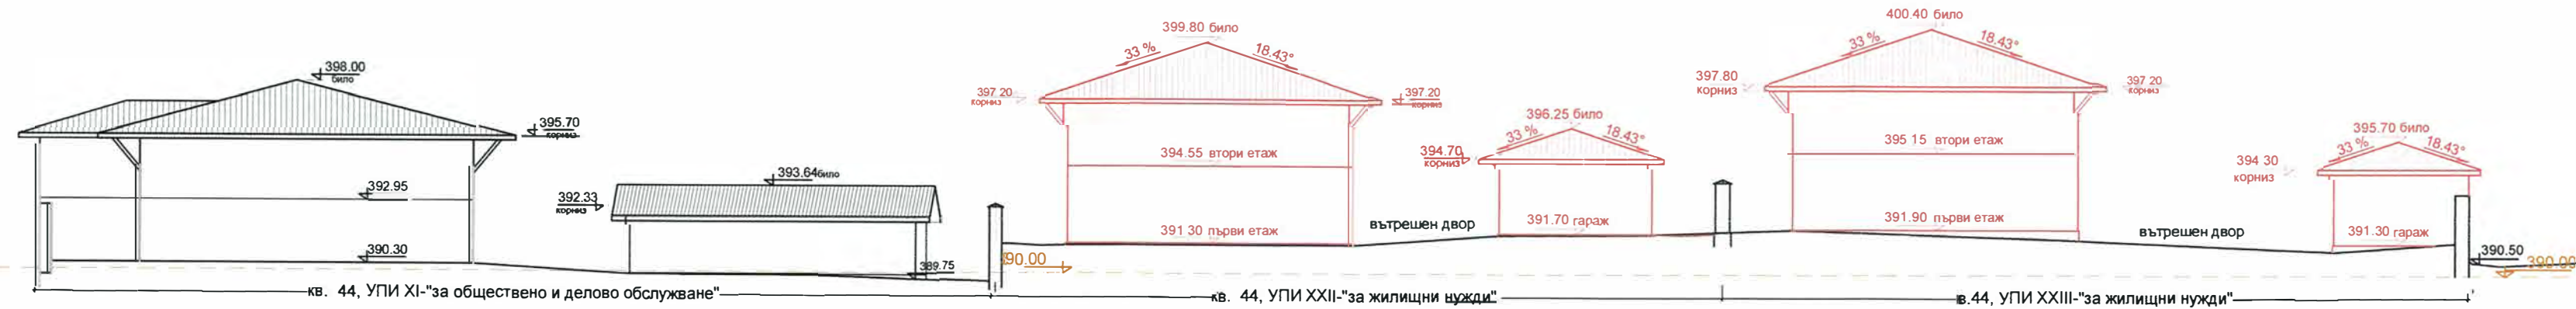 398.00
било
395.70
корниз
392.95
390.30
392.33
корниз
393.64било
389.75
399.80 било
33 %
18.43°
397 20
корниз
397.20
корниз
394.55 втори етаж
391 30 първи етаж
90.00
вътрешен двор
396.25 било
33 %
18.43°
394.70
корниз
391.70 гараж
400.40 било
33 %
18.43°
397.80
корниз
397 20
корниз
395 15 втори етаж
391.90 първи етаж
вътрешен двор
395.70 било
33 %
18.43°
394 30
корниз
391.30 гараж
390.50
390.00
кв. 44, УПИ XI-"за обществено и делово обслужване"
кв. 44, УПИ XXII-"за жилищни нужди"
в.44, УПИ XXIII-"за жилищни нужди"